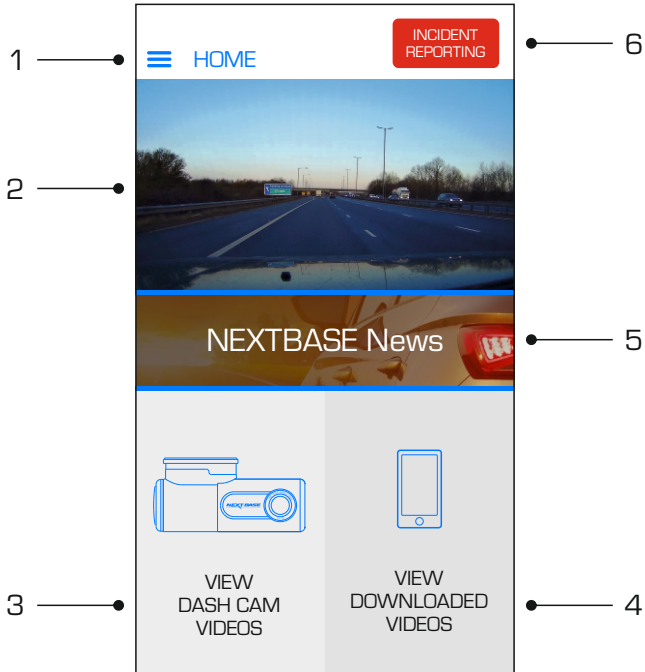 INCIDENT
REPORTING
6
1
HOME
2
NEXTBASE News
5
NEXTBASE
VIEW
DASH CAM
VIDEOS
3
VIEW
DOWNLOADED
VIDEOS
4